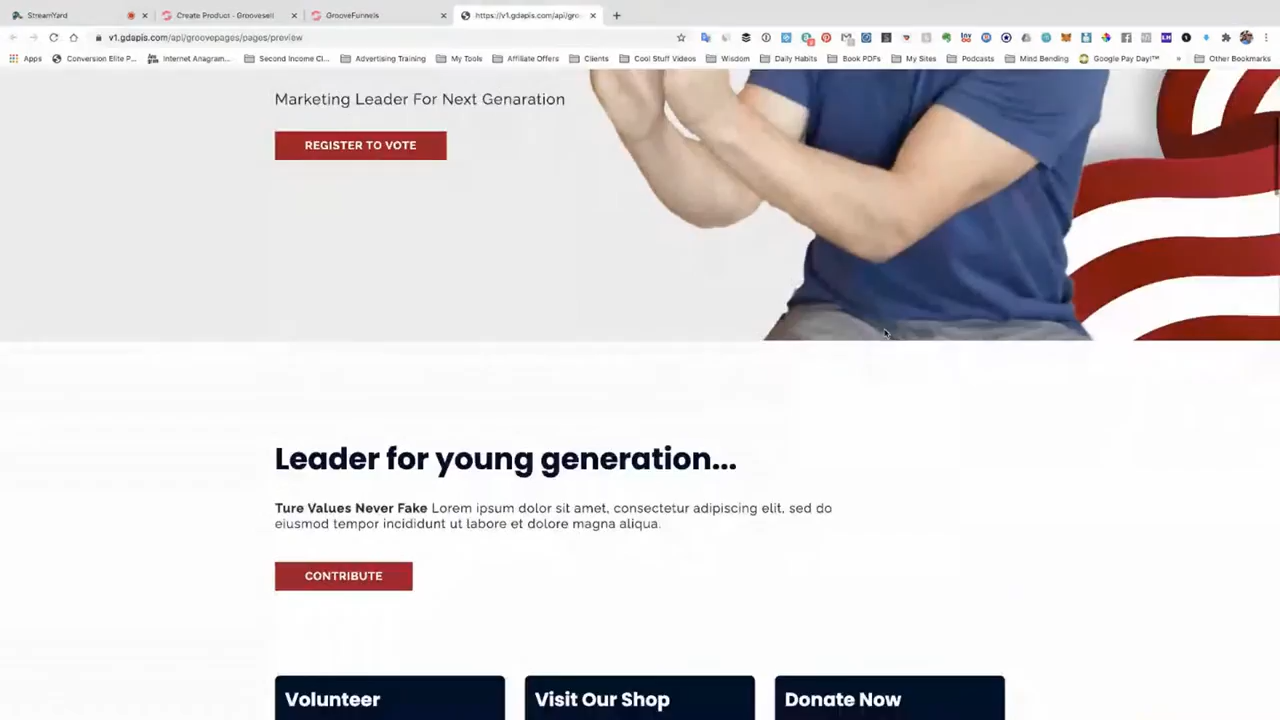 StreamYard
Create Product - Groovesell
GrooveFunnels
https://v1.gdapis.com/api/gro
v1.gdapis.com/api/groovepages/pages/preview
Apps
Conversion Elite P...
Internet Anagram...
Second Income Cl...
Advertising Training
My Tools
Affiliate Offers
Clients
Cool Stuff Videos
Wisdom
Daily Habits
Book PDFs
My Sites
Podcasts
Mind Bending
Google Pay Day!™
»
Other Bookmarks
Marketing Leader For Next Genaration
REGISTER TO VOTE
Leader for young generation...
Ture Values Never Fake Lorem ipsum dolor sit amet, consectetur adipiscing elit, sed do
eiusmod tempor incididunt ut labore et dolore magna aliqua.
CONTRIBUTE
Volunteer
Visit Our Shop
Donate Now